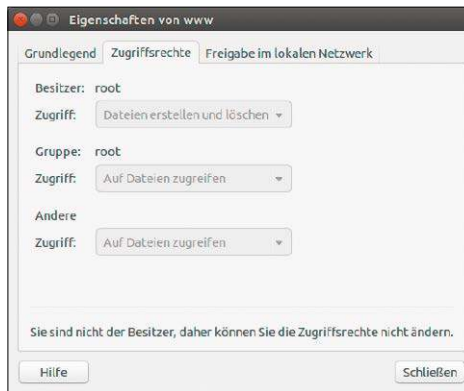 Eigenschaften von www
Grundlegend Zugriffsrechte Freigabe im lokalen Netzwerk
Besitzer: root
Zugriff: Dateien erstellen und löschen
Gruppe: root
Zugriff: Auf Dateien zugreifen
Andere
Zugriff: Auf Dateien zugreifen
Sie sind nicht der Besitzer, daher können Sie die Zugriffsrechte nicht ändern.
Hilfe Schließen